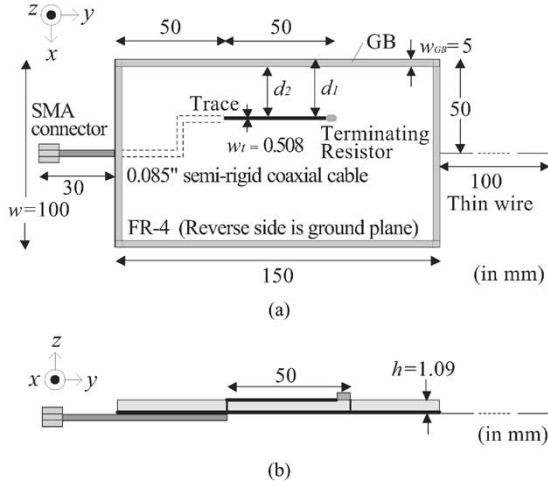 z
y
x
50
50
GB
w_GB=5
d2
d1
50
Trace
SMA
connector
wt = 0.508
Terminating
Resistor
30
0.085" semi-rigid coaxial cable
100
Thin wire
w=100
FR-4 (Reverse side is ground plane)
150
(in mm)
(a)
z
x
y
50
h=1.09
(in mm)
(b)